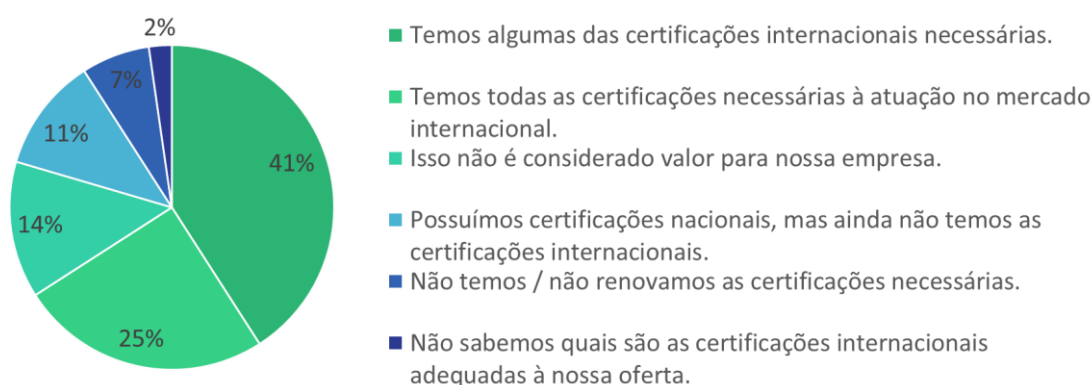 2%
7%
11%
41%
14%
25%
Temos algumas das certificações internacionais necessárias.
Temos todas as certificações necessárias à atuação no mercado
internacional.
Isso não é considerado valor para nossa empresa.
Possuímos certificações nacionais, mas ainda não temos as
certificações internacionais.
Não temos / não renovamos as certificações necessárias.
Não sabemos quais são as certificações internacionais
adequadas à nossa oferta.